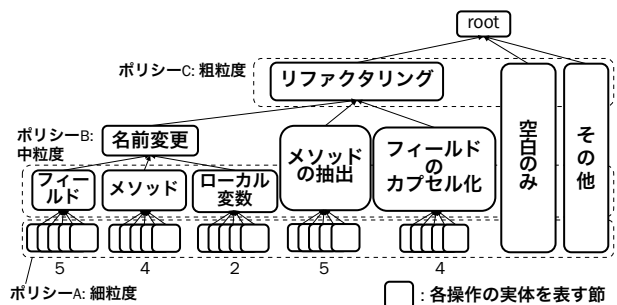 root
ポリシーC: 粗粒度
リファクタリング
ポリシーB:
中粒度
名前変更
メソッド
の抽出
フィールド
の
カプセル化
空白のみ
その他
フィー
ルド
メソッド
ローカル
変数
5
4
2
5
4
ポリシーA: 細粒度
: 各操作の実体を表す節